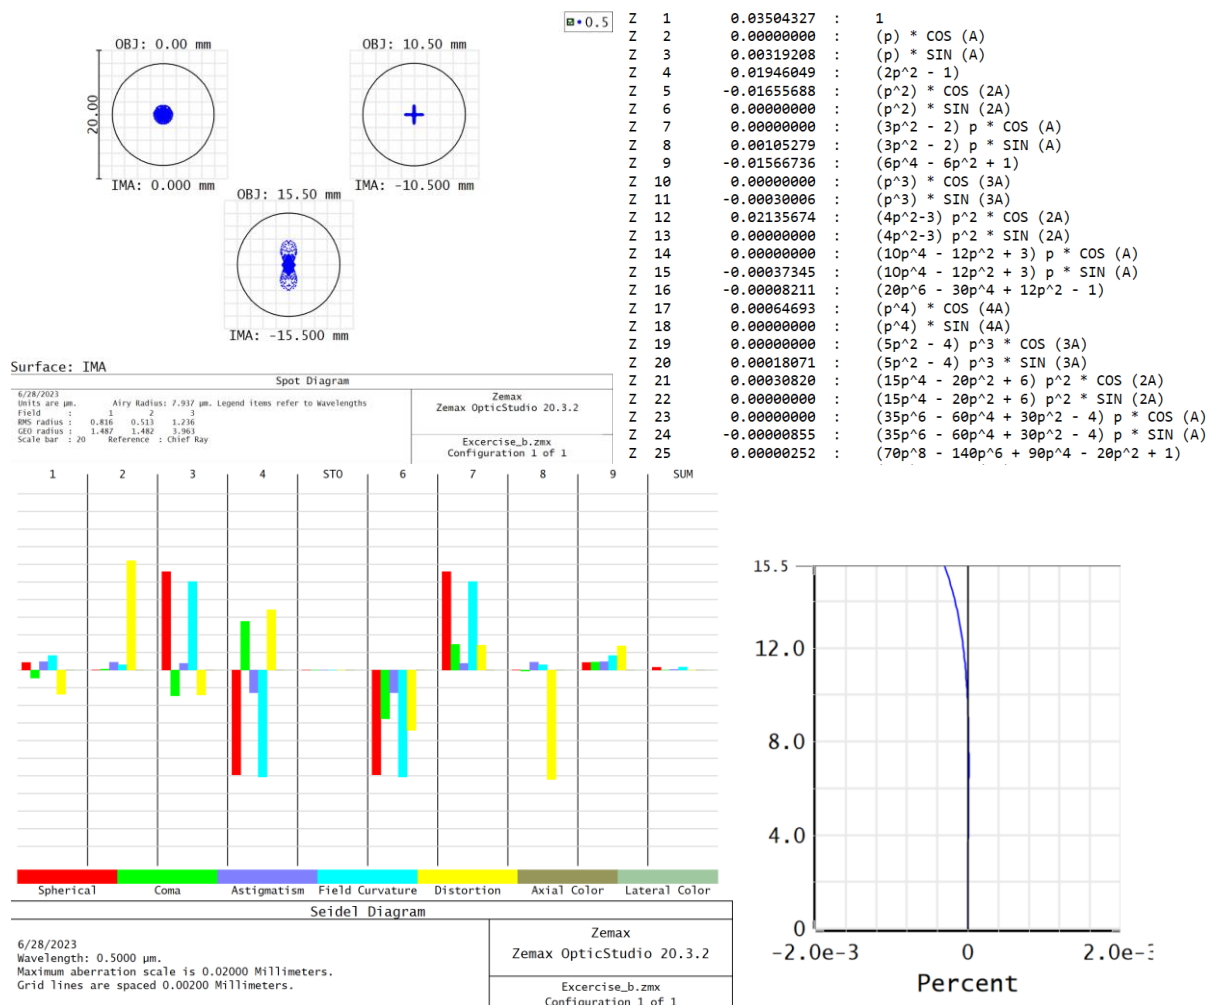 0.5
OBJ: 0.00 mm
OBJ: 10.50 mm
20.00
IMA: 0.000 mm
IMA: -10.500 mm
OBJ: 15.50 mm
IMA: -15.500 mm
Surface: IMA
Spot Diagram
6/28/2023
Units are µm. Airy Radius: 7.937 µm. Legend items refer to Wavelengths
Field : 1 2 3
RMS radius : 0.816 0.513 1.236
GEO radius : 1.487 1.482 3.963
Scale bar : 20 Reference : Chief Ray
Zemax
Zemax OpticStudio 20.3.2
Excercise_b.zmx
Configuration 1 of 1
Z 1 0.03504327 : 1
Z 2 0.00000000 : (p) * COS (A)
Z 3 0.00319208 : (p) * SIN (A)
Z 4 0.01946049 : (2p^2 - 1)
Z 5 -0.01655688 : (p^2) * COS (2A)
Z 6 0.00000000 : (p^2) * SIN (2A)
Z 7 0.00000000 : (3p^2 - 2) p * COS (A)
Z 8 0.00105279 : (3p^2 - 2) p * SIN (A)
Z 9 -0.01566736 : (6p^4 - 6p^2 + 1)
Z 10 0.00000000 : (p^3) * COS (3A)
Z 11 -0.00030006 : (p^3) * SIN (3A)
Z 12 0.02135674 : (4p^2-3) p^2 * COS (2A)
Z 13 0.00000000 : (4p^2-3) p^2 * SIN (2A)
Z 14 0.00000000 : (10p^4 - 12p^2 + 3) p * COS (A)
Z 15 -0.00037345 : (10p^4 - 12p^2 + 3) p * SIN (A)
Z 16 -0.00008211 : (20p^6 - 30p^4 + 12p^2 - 1)
Z 17 0.00064693 : (p^4) * COS (4A)
Z 18 0.00000000 : (p^4) * SIN (4A)
Z 19 0.00000000 : (5p^2 - 4) p^3 * COS (3A)
Z 20 0.00018071 : (5p^2 - 4) p^3 * SIN (3A)
Z 21 0.00030820 : (15p^4 - 20p^2 + 6) p^2 * COS (2A)
Z 22 0.00000000 : (15p^4 - 20p^2 + 6) p^2 * SIN (2A)
Z 23 0.00000000 : (35p^6 - 60p^4 + 30p^2 - 4) p * COS (A)
Z 24 -0.00000855 : (35p^6 - 60p^4 + 30p^2 - 4) p * SIN (A)
Z 25 0.00000252 : (70p^8 - 140p^6 + 90p^4 - 20p^2 + 1)
1 2 3 4 STO 6 7 8 9 SUM
Spherical Coma Astigmatism Field Curvature Distortion Axial Color Lateral Color
Seidel Diagram
6/28/2023
Wavelength: 0.5000 µm.
Maximum aberration scale is 0.02000 Millimeters.
Grid lines are spaced 0.00200 Millimeters.
Zemax
Zemax OpticStudio 20.3.2
Excercise_b.zmx
Configuration 1 of 1
15.5
12.0
8.0
4.0
0
-2.0e-3 0 2.0e-
Percent